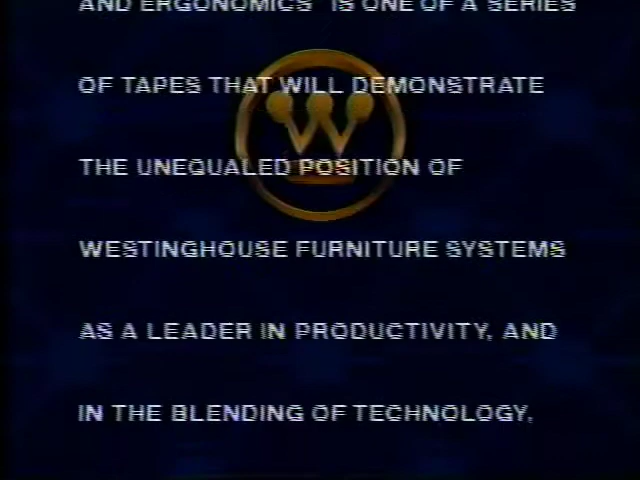 AND ERGONOMICS" IS ONE OF A SERIES
OF TAPES THAT WILL DEMONSTRATE
THE UNEQUALED POSITION OF
WESTINGHOUSE FURNITURE SYSTEMS
AS A LEADER IN PRODUCTIVITY, AND
IN THE BLENDING OF TECHNOLOGY,